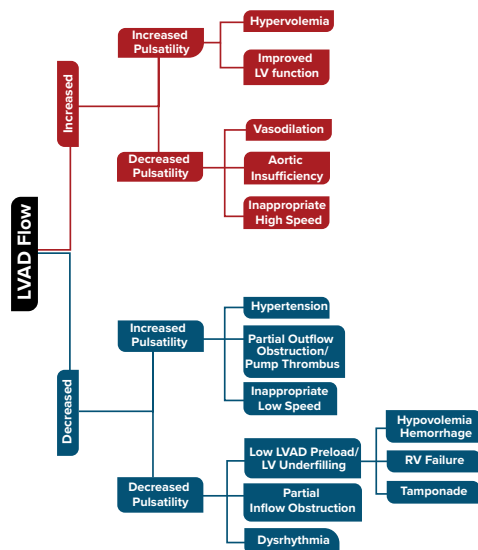 LVAD Flow
Increased
Increased
Pulsatility
Hypervolemia
Improved
LV function
Decreased
Pulsatility
Vasodilation
Aortic
Insufficiency
Inappropriate
High Speed
Decreased
Increased
Pulsatility
Hypertension
Partial Outflow
Obstruction/
Pump Thrombus
Inappropriate
Low Speed
Decreased
Pulsatility
Low LVAD Preload/
LV Underfilling
Hypovolemia
Hemorrhage
RV Failure
Tamponade
Partial
Inflow Obstruction
Dysrhythmia